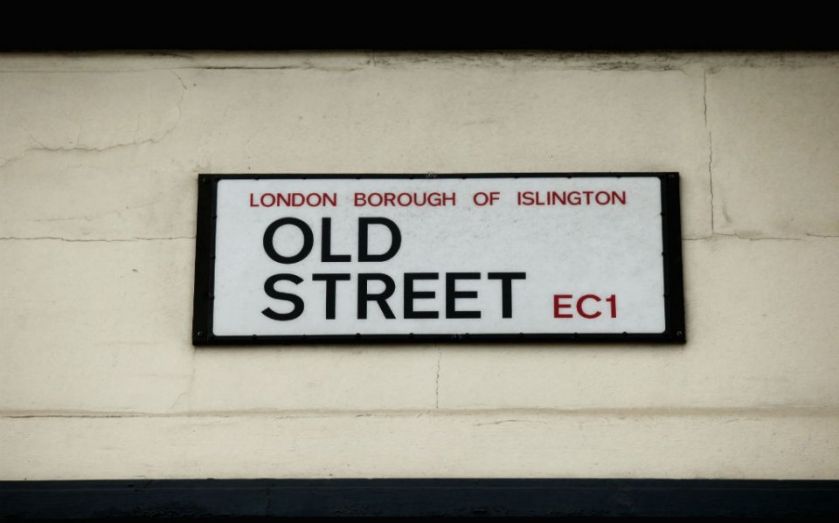 LONDON BOROUGH OF ISLINGTON
OLD
STREET EC1